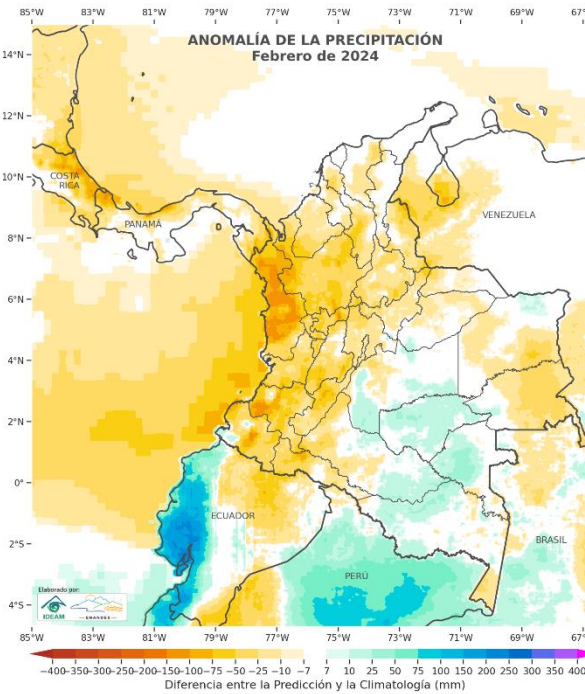 85°W 83°W 81°W 79°W 77°W 75°W 73°W 71°W 69°W 67°W
ANOMALÍA DE LA PRECIPITACIÓN
Febrero de 2024
14°N
12°N
10°N
8°N
6°N
4°N
2°N
0°
2°S
4°S
COSTA
RICA
PANAMÁ
VENEZUELA
ECUADOR
BRASIL
PERÚ
Elaborado por:
IDEAM
85°W 83°W 81°W 79°W 77°W 75°W 73°W 71°W 69°W 67°W
−400−350−300−250−200−150−100−75 −50 −25 −10 −7 7 10 25 50 75 100 150 200 250 300 350 400
Diferencia entre la Predicción y la Climatología (mm)